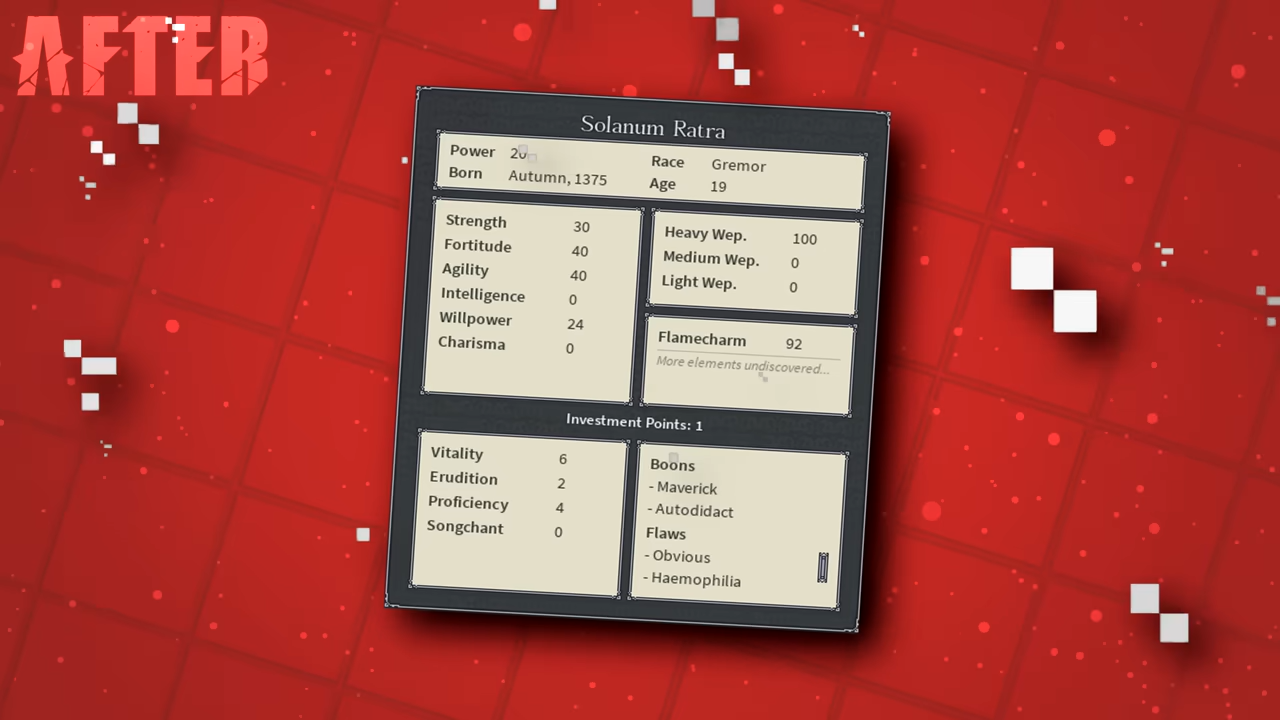 AFTER
Solanum Ratra
Power 20 Race Gremor
Born Autumn, 1375 Age 19
Strength 30
Fortitude 40
Agility 40
Intelligence 0
Willpower 24
Charisma 0
Heavy Wep. 100
Medium Wep. 0
Light Wep. 0
Flamecharm 92
More elements undiscovered...
Investment Points: 1
Vitality 6
Erudition 2
Proficiency 4
Songchant 0
Boons
- Maverick
- Autodidact
Flaws
- Obvious
- Haemophilia